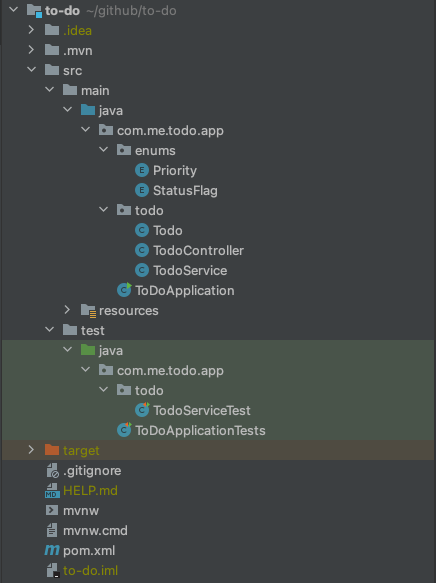 to-do ~/github/to-do
.idea
.mvn
src
main
java
com.me.todo.app
enums
E Priority
E StatusFlag
todo
C Todo
C TodoController
C TodoService
C ToDoApplication
resources
test
java
com.me.todo.app
todo
C TodoServiceTest
C ToDoApplicationTests
target
.gitignore
MD HELP.md
mvnw
mvnw.cmd
m pom.xml
to-do.iml